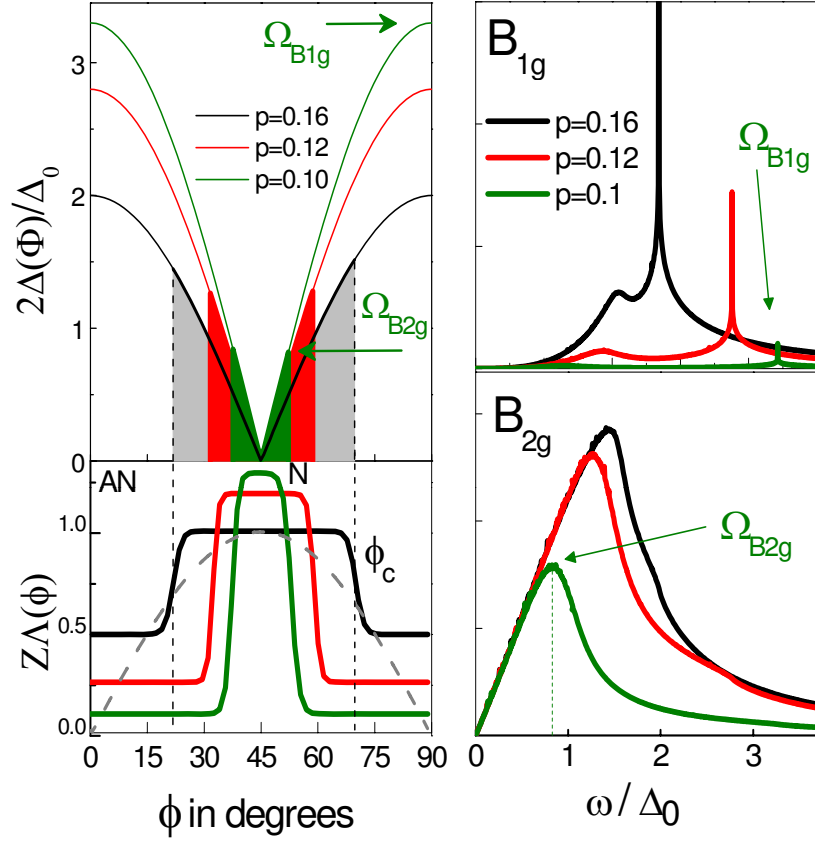 3
2
1
0
2Δ(Φ)/Δ₀
Ω_B1g
p=0.16
p=0.12
p=0.10
Ω_B2g
AN
N
ϕ_c
1.0
0.5
0.0
ZΛ(ϕ)
0 15 30 45 60 75 90
ϕ in degrees
B_1g
p=0.16
p=0.12
p=0.1
Ω_B1g
B_2g
Ω_B2g
0 1 2 3
ω/Δ₀